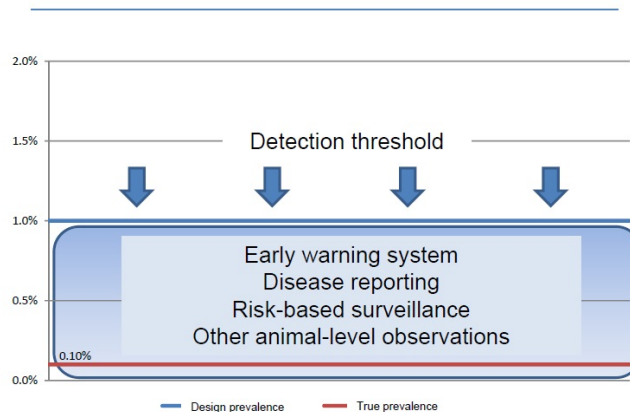 2.0%
1.5%
Detection threshold
1.0%
Early warning system
Disease reporting
Risk-based surveillance
Other animal-level observations
0.5%
0.10%
0.0%
Design prevalence
True prevalence